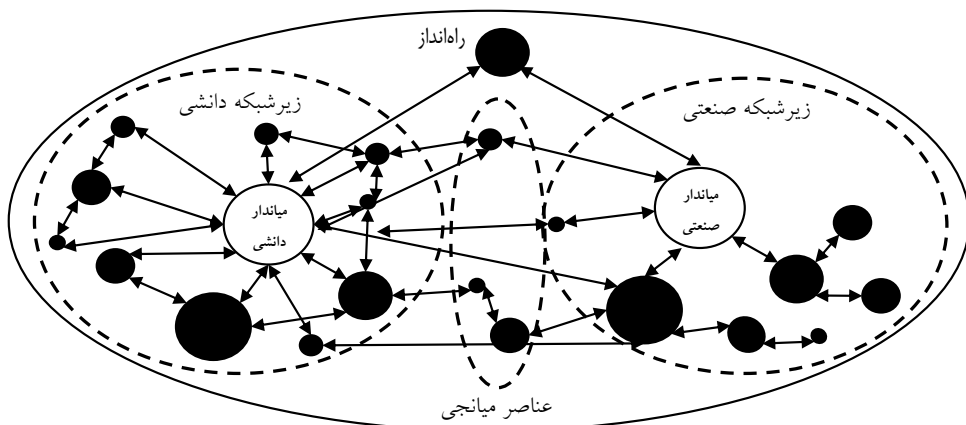 راه‌انداز
زیرشبکه صنعتی
زیرشبکه دانشی
میاندار
صنعتی
میاندار
دانشی
عناصر میانجی